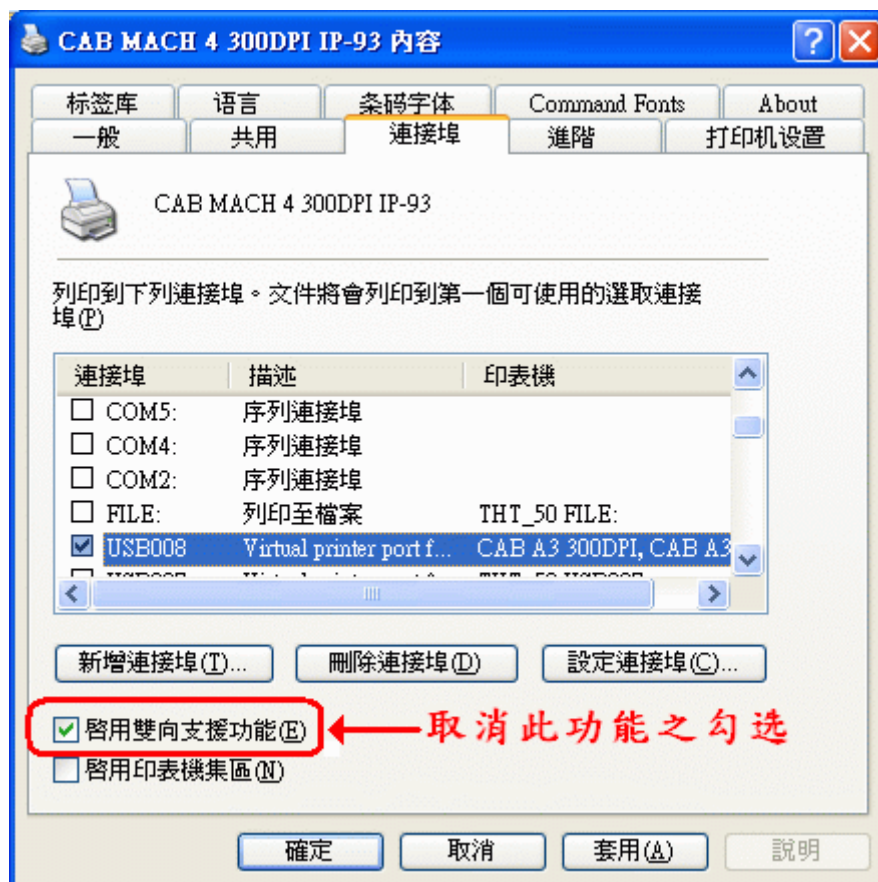 CAB MACH 4 300DPI IP-93 內容
标签库 语言 条码字体 Command Fonts About
一般 共用 連接埠 進階 打印机设置
CAB MACH 4 300DPI IP-93
列印到下列連接埠。文件將會列印到第一個可使用的選取連接
埠(P)
連接埠 描述 印表機
COM5: 序列連接埠
COM4: 序列連接埠
COM2: 序列連接埠
FILE: 列印至檔案 THT_50 FILE:
USB008 Virtual printer port f... CAB A3 300DPI, CAB A3
新增連接埠(T)... 刪除連接埠(D) 設定連接埠(C)...
啓用雙向支援功能(E) 取消此功能之勾选
啓用印表機集區(N)
確定 取消 套用(A) 說明